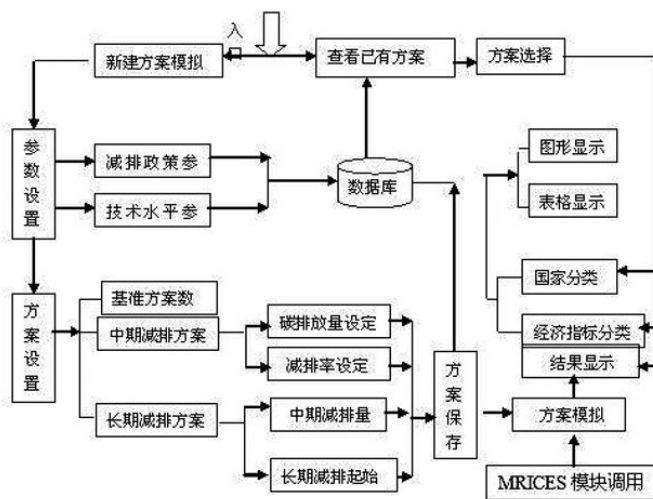 入口
新建方案模拟
查看已有方案
方案选择
参数设置
减排政策参
技术水平参
数据库
图形显示
表格显示
国家分类
经济指标分类
结果显示
方案设置
基准方案数
中期减排方案
长期减排方案
碳排放量设定
减排率设定
中期减排量
长期减排起始
方案保存
方案模拟
MRICES 模块调用